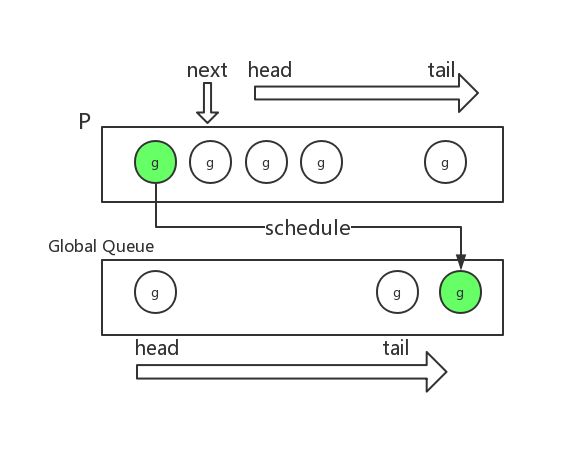 next head tail
P
g g g g g
schedule
Global Queue
g g g
head tail